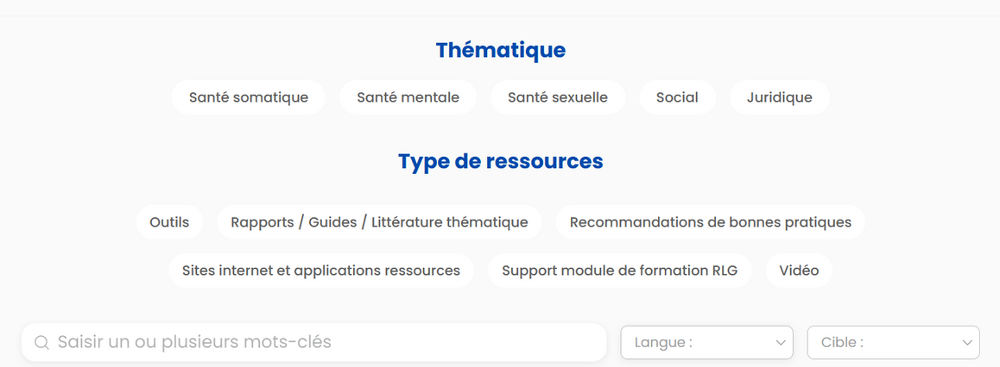 Thématique
Santé somatique Santé mentale Santé sexuelle Social Juridique
Type de ressources
Outils Rapports / Guides / Littérature thématique Recommandations de bonnes pratiques
Sites internet et applications ressources Support module de formation RLG Vidéo
Saisir un ou plusieurs mots-clés Langue : Cible :